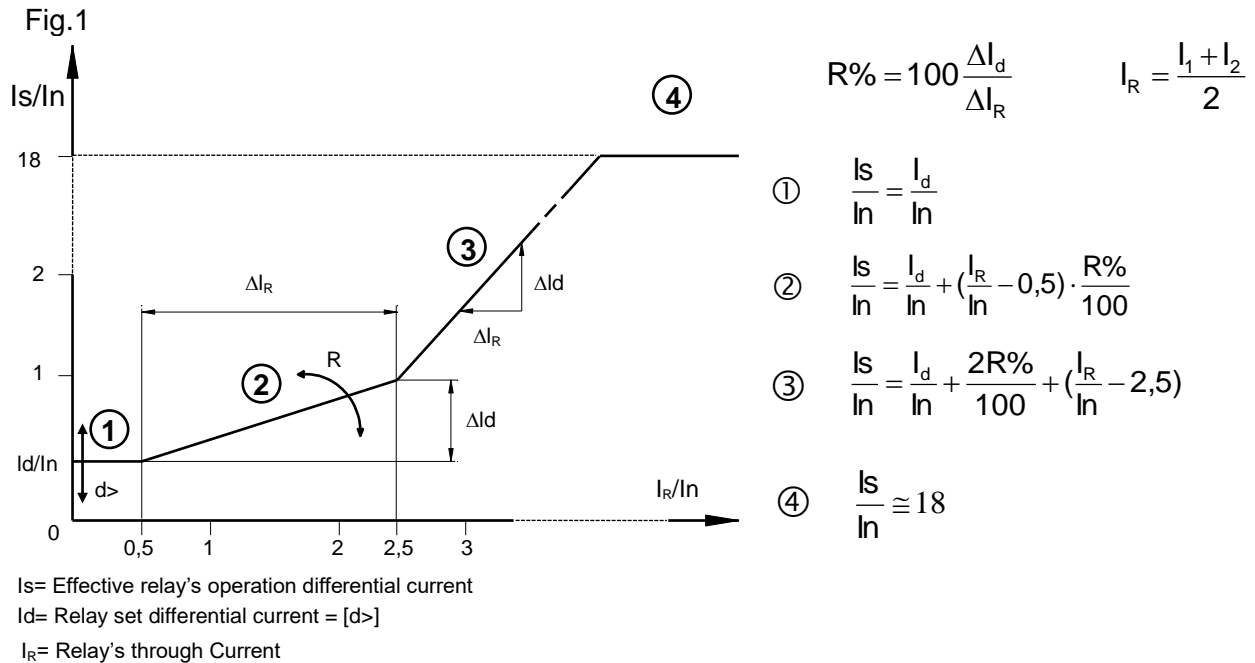 Fig.1
Is/In
18
2
1
Id/In
0
d>
1
2
3
4
ΔI_R
R
ΔId
ΔId
ΔI_R
I_R/In
0,5 1 2 2,5 3
R% = 100 ΔI_d/ΔI_R I_R = (I_1 + I_2)/2
① Is/In = I_d/In
② Is/In = I_d/In + (I_R/In − 0,5) · R%/100
③ Is/In = I_d/In + 2R%/100 + (I_R/In − 2,5)
④ Is/In ≅ 18
Is= Effective relay's operation differential current
Id= Relay set differential current = [d>]
I_R= Relay's through Current